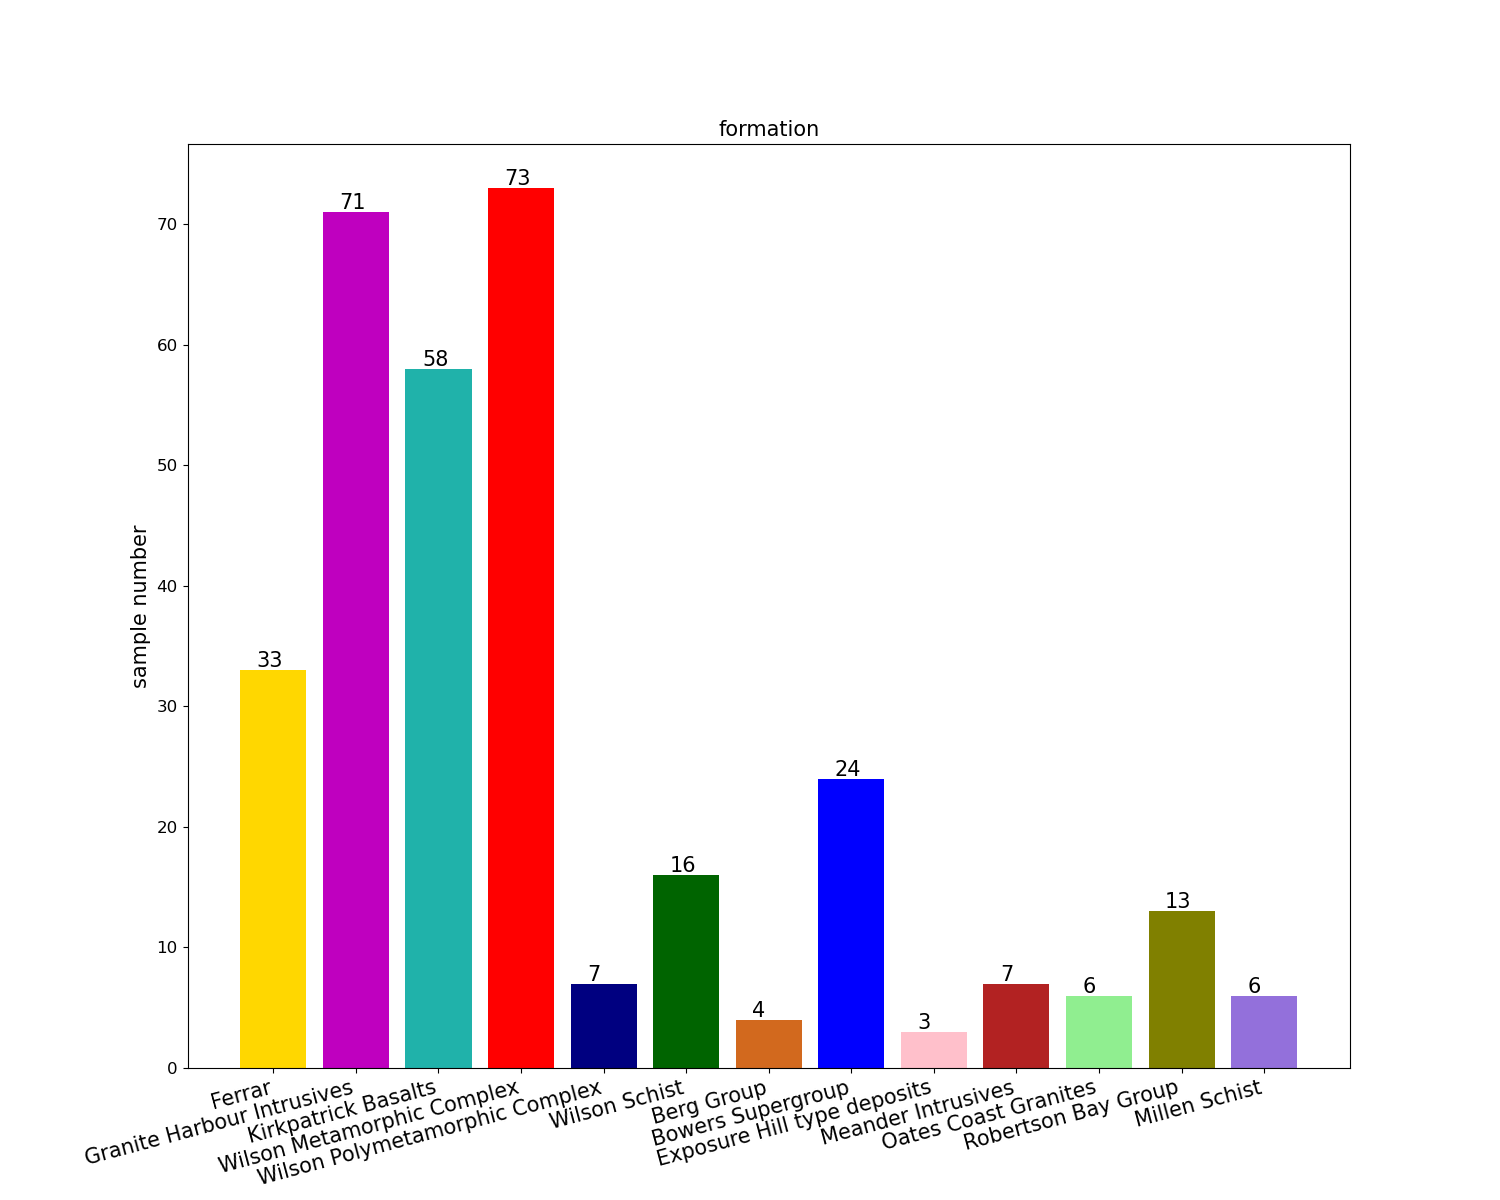 formation
sample number
70
60
50
40
30
20
10
0
33
71
58
73
7
16
4
24
3
7
6
13
6
Ferrar
Granite Harbour Intrusives
Kirkpatrick Basalts
Wilson Metamorphic Complex
Wilson Polymetamorphic Complex
Wilson Schist
Berg Group
Bowers Supergroup
Exposure Hill type deposits
Meander Intrusives
Oates Coast Granites
Robertson Bay Group
Millen Schist